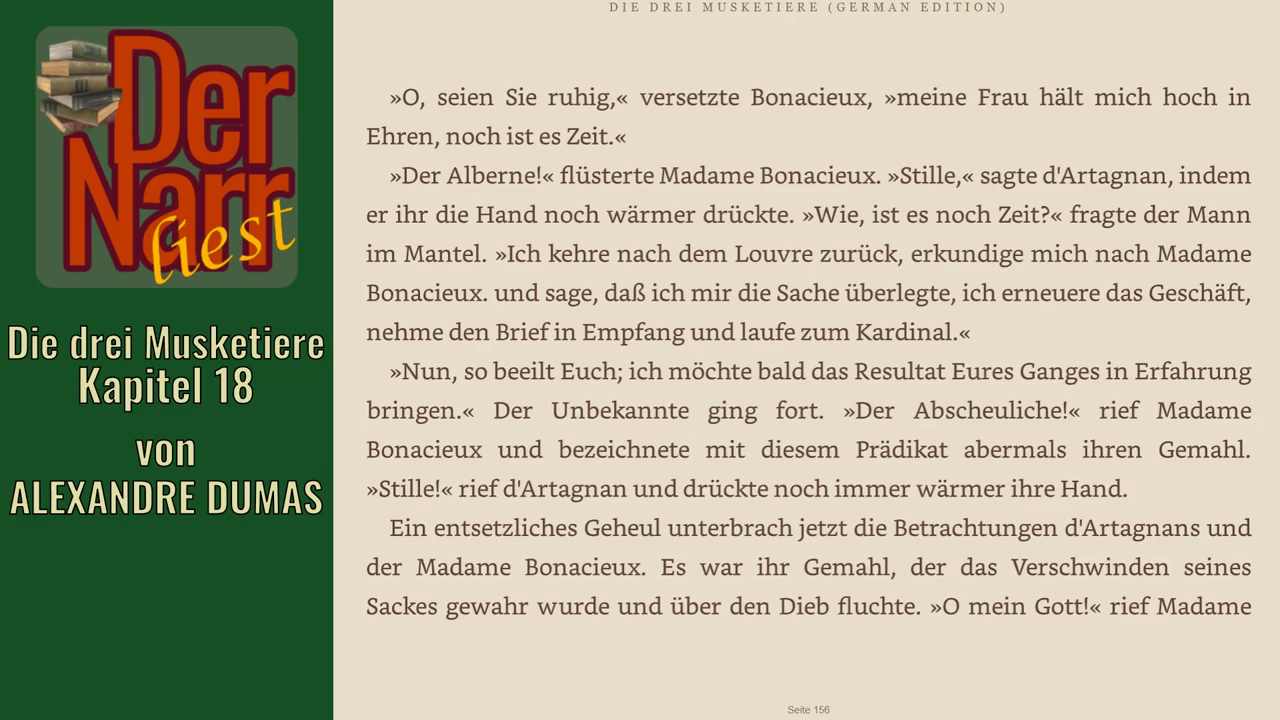 Der
Narr
liest
Die drei Musketiere
Kapitel 18
von
ALEXANDRE DUMAS
DIE DREI MUSKETIERE (GERMAN EDITION)
»O, seien Sie ruhig,« versetzte Bonacieux, »meine Frau hält mich hoch in
Ehren, noch ist es Zeit.«
»Der Alberne!« flüsterte Madame Bonacieux. »Stille,« sagte d'Artagnan, indem
er ihr die Hand noch wärmer drückte. »Wie, ist es noch Zeit?« fragte der Mann
im Mantel. »Ich kehre nach dem Louvre zurück, erkundige mich nach Madame
Bonacieux. und sage, daß ich mir die Sache überlegte, ich erneuere das Geschäft,
nehme den Brief in Empfang und laufe zum Kardinal.«
»Nun, so beeilt Euch; ich möchte bald das Resultat Eures Ganges in Erfahrung
bringen.« Der Unbekannte ging fort. »Der Abscheuliche!« rief Madame
Bonacieux und bezeichnete mit diesem Prädikat abermals ihren Gemahl.
»Stille!« rief d'Artagnan und drückte noch immer wärmer ihre Hand.
Ein entsetzliches Geheul unterbrach jetzt die Betrachtungen d'Artagnans und
der Madame Bonacieux. Es war ihr Gemahl, der das Verschwinden seines
Sackes gewahr wurde und über den Dieb fluchte. »O mein Gott!« rief Madame
Seite 156